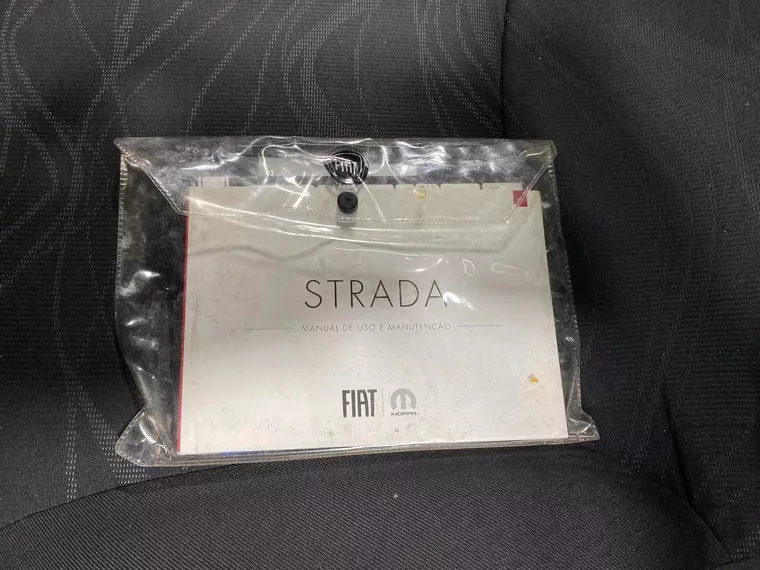 FIAT
STRADA
MANUAL DE USO E MANUTENÇÃO
FIAT
MOPAR